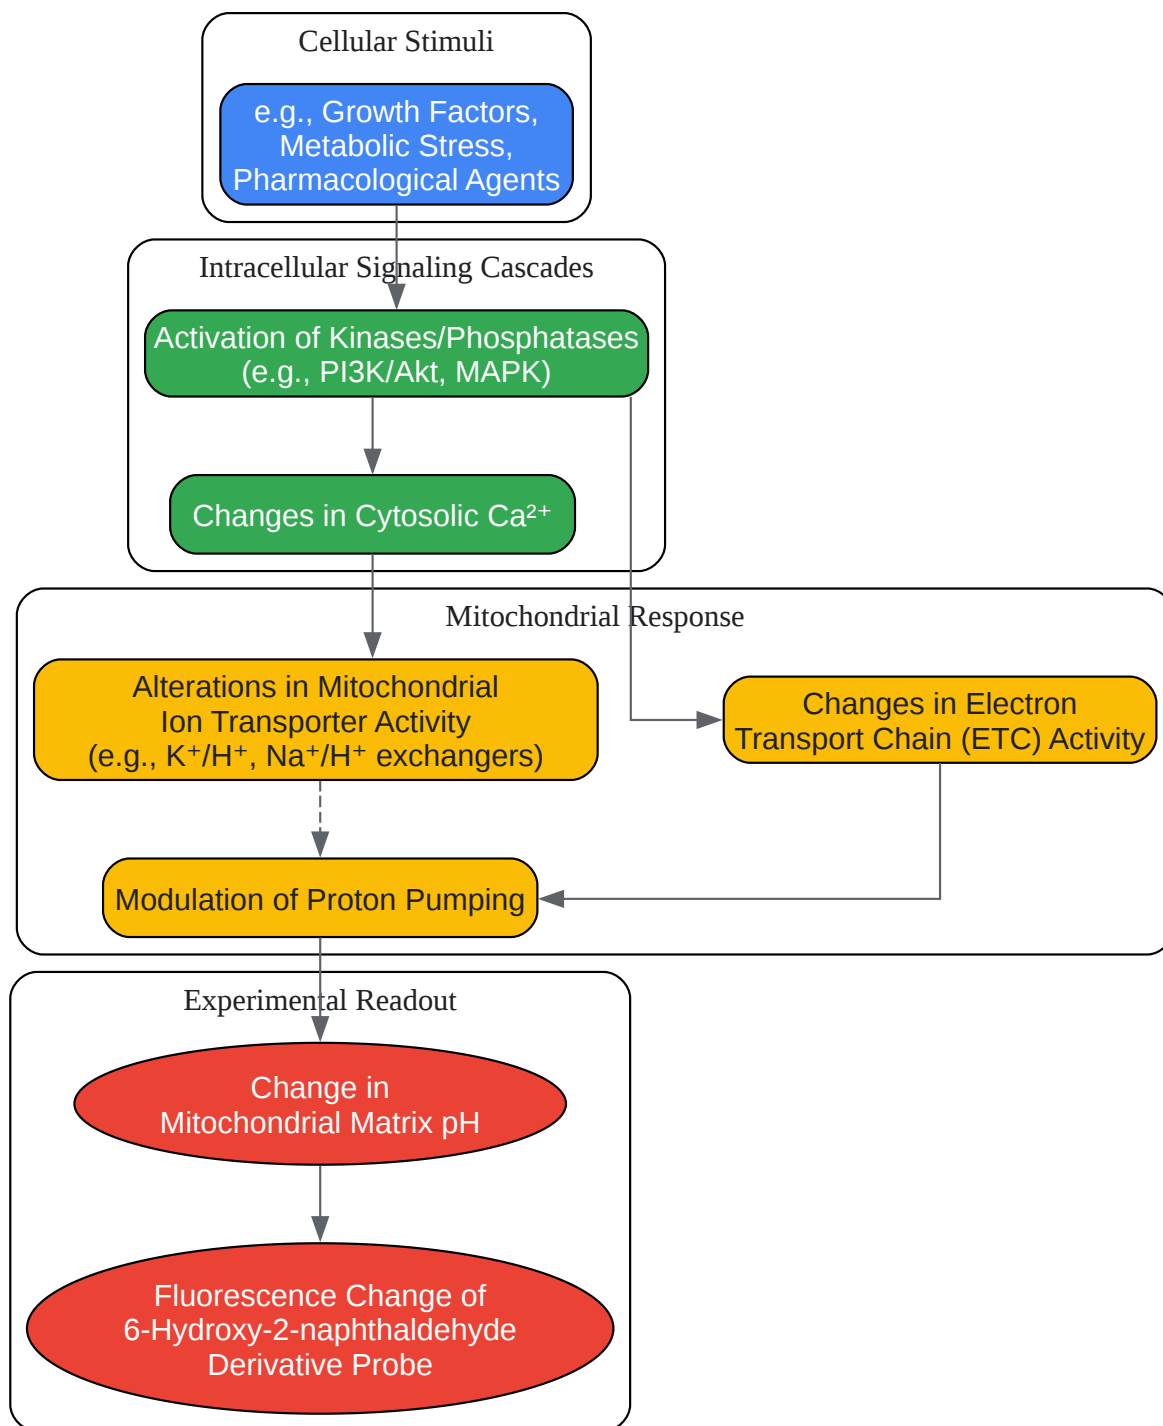 Cellular Stimuli
e.g., Growth Factors,
Metabolic Stress,
Pharmacological Agents
Intracellular Signaling Cascades
Activation of Kinases/Phosphatases
(e.g., PI3K/Akt, MAPK)
Changes in Cytosolic Ca²⁺
Mitochondrial Response
Alterations in Mitochondrial
Ion Transporter Activity
(e.g., K⁺/H⁺, Na⁺/H⁺ exchangers)
Changes in Electron
Transport Chain (ETC) Activity
Modulation of Proton Pumping
Experimental Readout
Change in
Mitochondrial Matrix pH
Fluorescence Change of
6-Hydroxy-2-naphthaldehyde
Derivative Probe